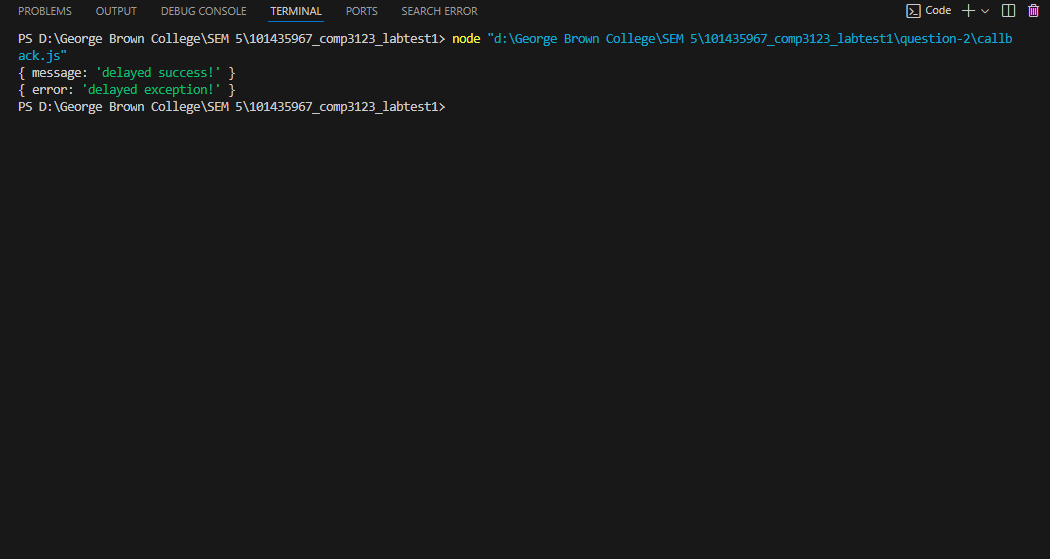 PROBLEMS OUTPUT DEBUG CONSOLE TERMINAL PORTS SEARCH ERROR Code
PS D:\George Brown College\SEM 5\101435967_comp3123_labtest1> node "d:\George Brown College\SEM 5\101435967_comp3123_labtest1\question-2\callb
ack.js"
{ message: 'delayed success!' }
{ error: 'delayed exception!' }
PS D:\George Brown College\SEM 5\101435967_comp3123_labtest1>